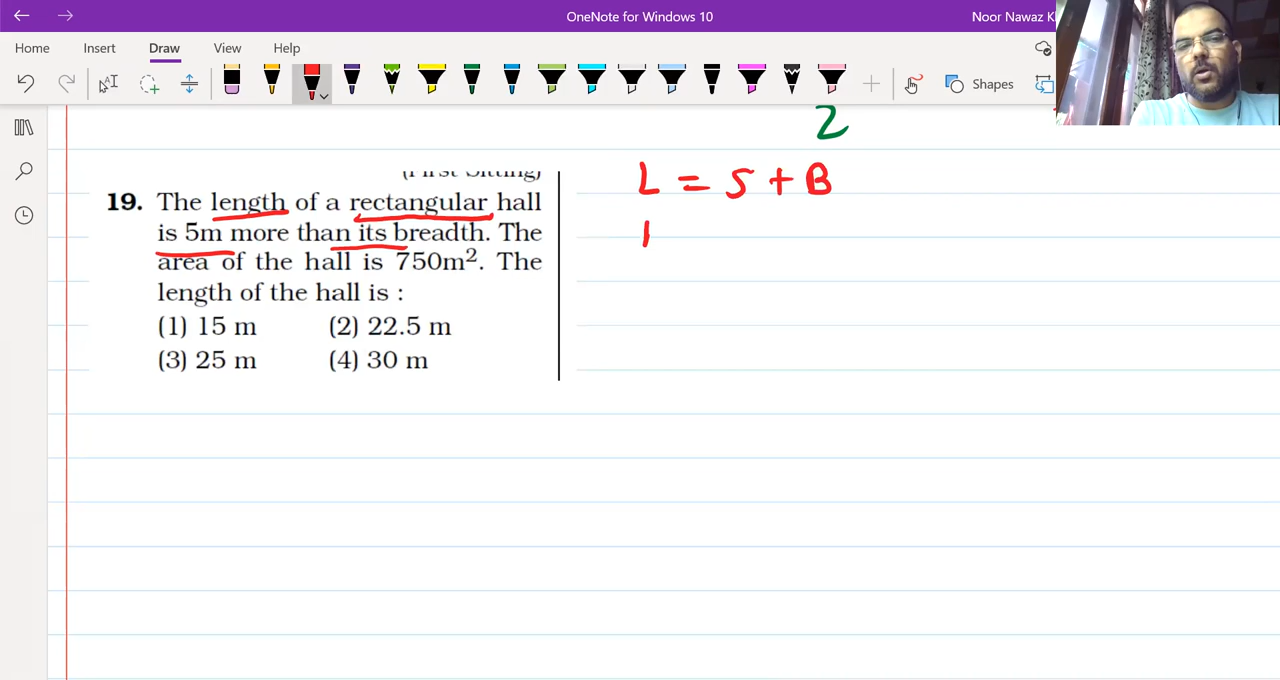 OneNote for Windows 10
Noor Nawaz K
Home Insert Draw View Help
Shapes
2
(First Sitting)
L = 5 + B
19. The length of a rectangular hall
is 5m more than its breadth. The
area of the hall is 750m². The
length of the hall is :
(1) 15 m (2) 22.5 m
(3) 25 m (4) 30 m